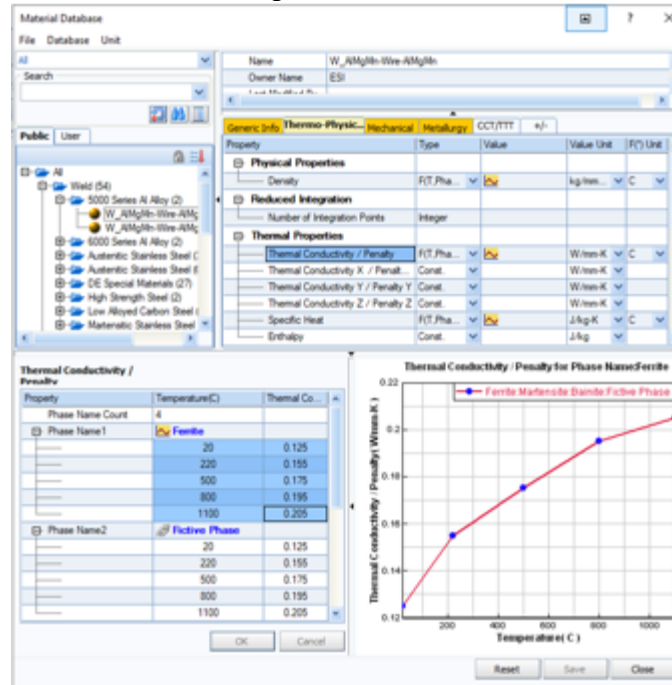 Material Database
File Database Unit
All
Search
Public User
All
Weld (54)
5000 Series Al Alloy (2)
W_AlMgMn-Wire-AlMg
W_AlMgMn-Wire-AlMg
6000 Series Al Alloy (2)
Austenitic Stainless Steel (
Austenitic Stainless Steel (
DE Special Materials (27)
High Strength Steel (2)
Low Alloyed Carbon Steel
Martensitic Stainless Steel
Name W_AlMgMn-Wire-AlMgMn
Owner Name ESI
Generic Info Thermo-Physic... Mechanical Metallurgy CCT/TTT +/-
Property Type Value Value Unit F(*) Unit
Physical Properties
Density F(T,Pha... kg/mm... C
Reduced Integration
Number of Integration Points Integer
Thermal Properties
Thermal Conductivity / Penalty F(T,Pha... W/mm-K C
Thermal Conductivity X / Penalt... Const. W/mm-K
Thermal Conductivity Y / Penalty Y Const. W/mm-K
Thermal Conductivity Z / Penalty Z Const. W/mm-K
Specific Heat F(T,Pha... J/kg-K C
Enthalpy Const. J/kg
Thermal Conductivity /
Penalty
Property Temperature(C) Thermal Co...
Phase Name Count 4
Phase Name1 Ferrite
20 0.125
220 0.155
500 0.175
800 0.195
1100 0.205
Phase Name2 Fictive Phase
20 0.125
220 0.155
500 0.175
800 0.195
1100 0.205
OK Cancel
Thermal Conductivity / Penalty for Phase Name:Ferrite
Ferrite:Martensite:Bainite:Fictive Phase
Thermal Conductivity / Penalty( W/mm-K )
0.22
0.2
0.18
0.16
0.14
0.12
200 400 600 800 1000
Temperature( C )
Reset Save Close